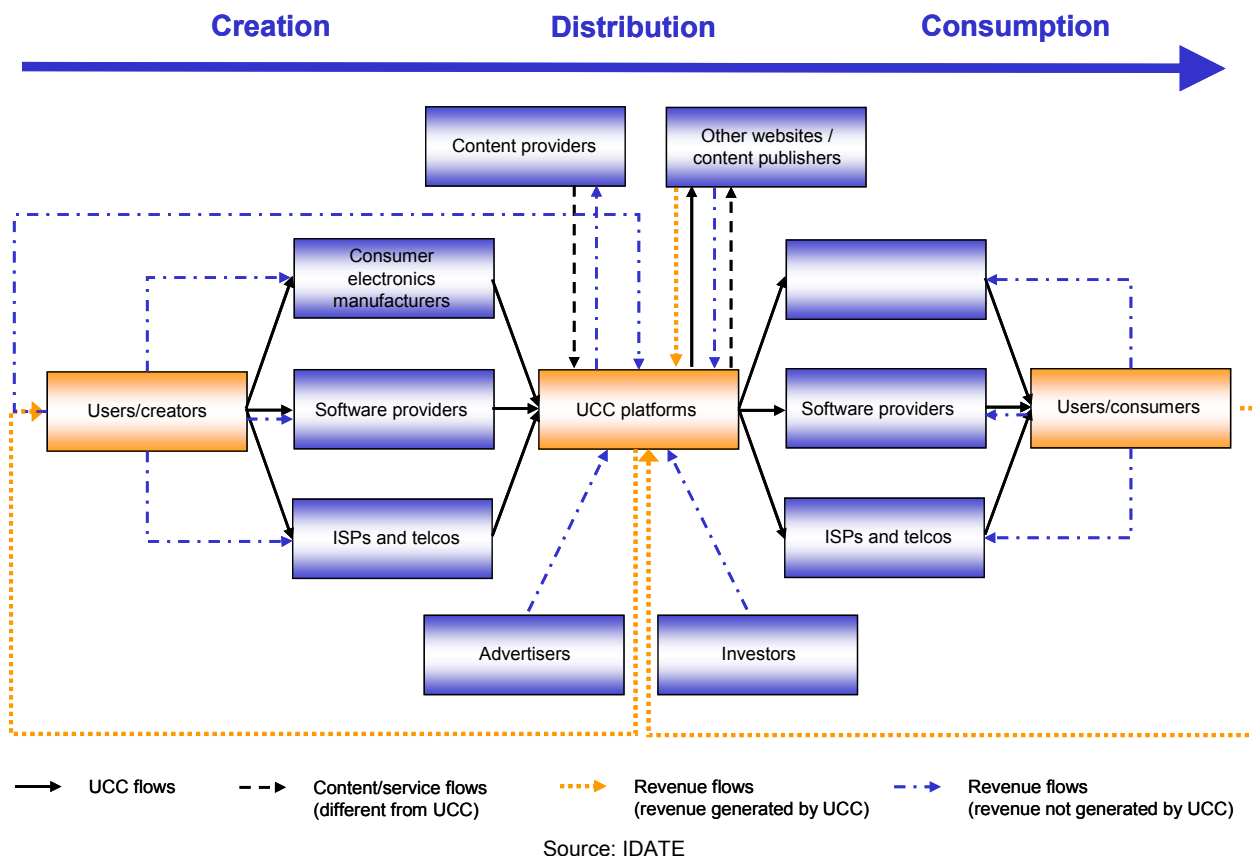 Creation
Distribution
Consumption
Content providers
Other websites /
content publishers
Consumer
electronics
manufacturers
Users/creators
Software providers
UCC platforms
Software providers
Users/consumers
ISPs and telcos
ISPs and telcos
Advertisers
Investors
UCC flows
Content/service flows
(different from UCC)
Revenue flows
(revenue generated by UCC)
Revenue flows
(revenue not generated by UCC)
Source: IDATE